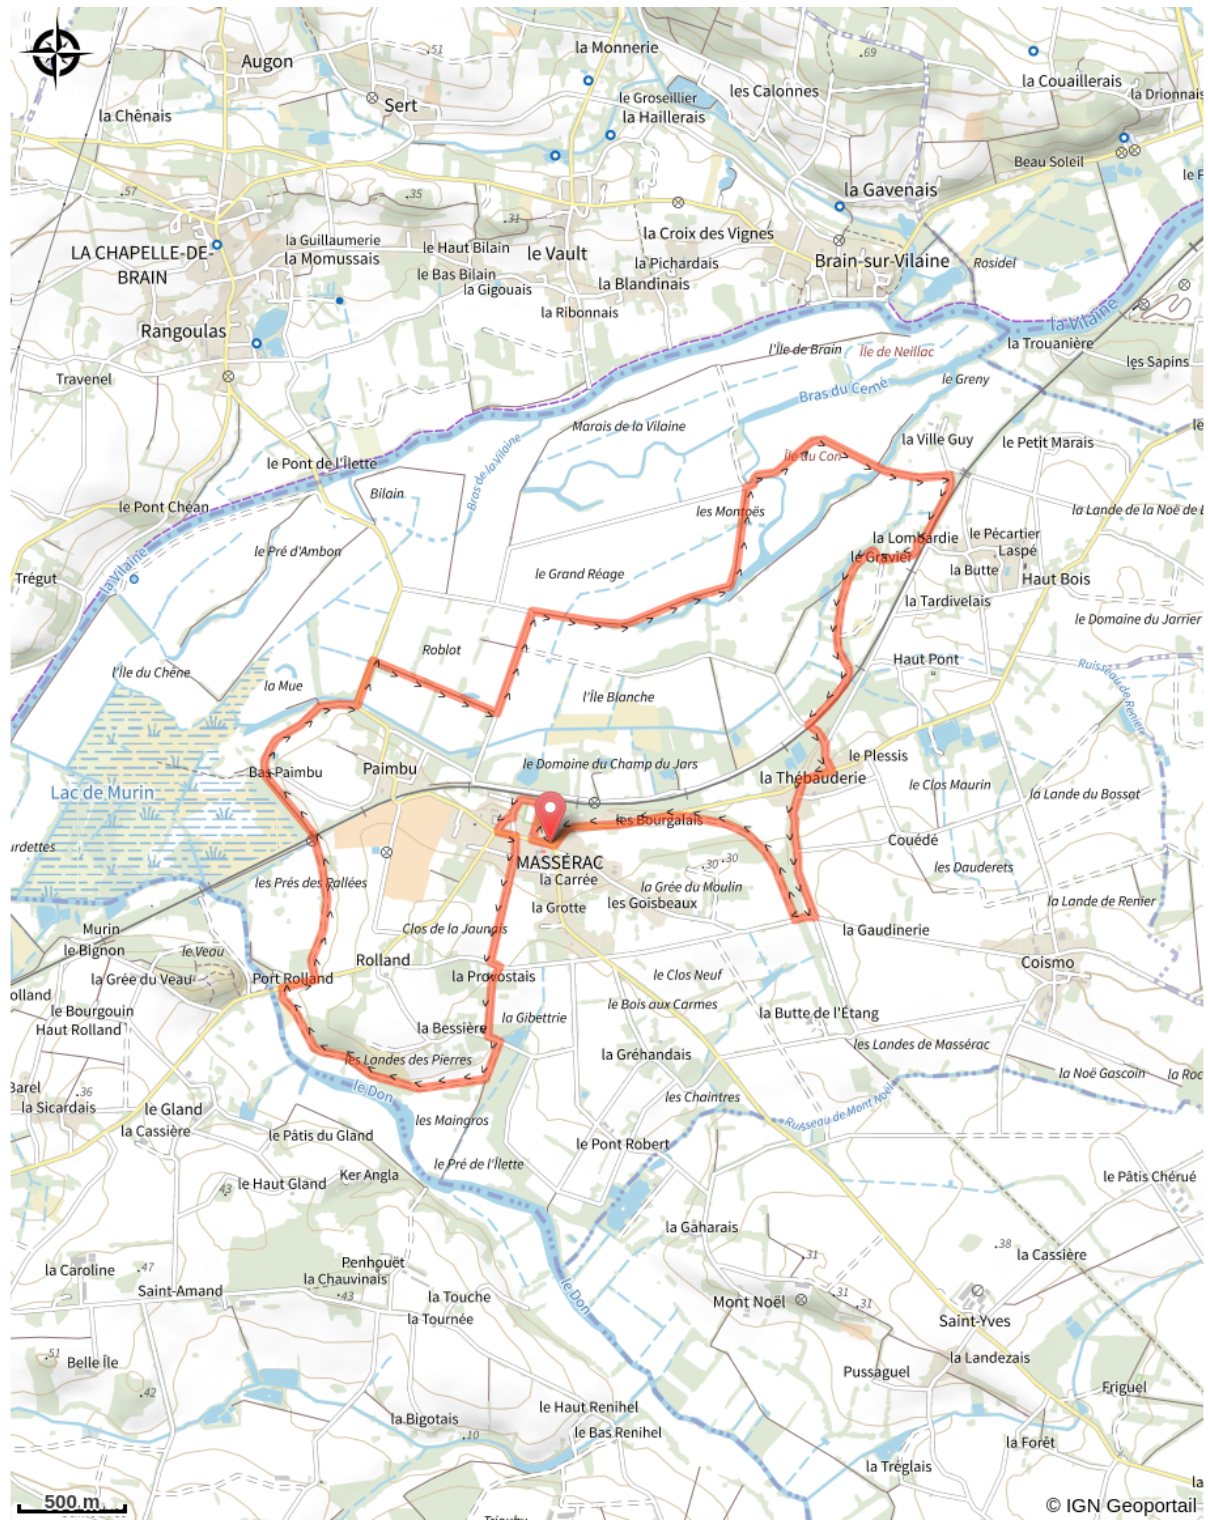 la Monnerie
.51
Augon
.69
la Couaillerais
la Drionnais
les Calonnes
le Groseillier
Sert
la Haillerais
la Chênais
Beau Soleil
la Gavenais
.57
.35
.31
la Croix des Vignes
la Guillaumerie
le Haut Bilain
le Vault
LA CHAPELLE-DE-
BRAIN
la Momussais
la Pichardais
Brain-sur-Vilaine
Rosidel
le Bas Bilain
la Gigouais
la Blandinais
la Ribonnais
la Vilaine
Rangoulas
la Trouanière
l'Île de Brain
Île de Neillac
les Sapins
Travenel
le Greny
Bras du Cerné
Marais de la Vilaine
la Ville Guy
le Petit Marais
Île du Con
le Pont de l'Îlette
Bras de la Vilaine
Bilain
le Pont Chéan
les Montoës
la Lande de la Noë de
la Lombardie
le Pécartier
le Pré d'Ambon
le Gravier
Laspé
la Butte
Trégut
la Vilaine
le Grand Réage
Haut Bois
la Tardivelais
le Domaine du Jarrier
Roblot
Haut Pont
Ruisseau de Renier
l'Île du Chêne
la Mue
l'Île Blanche
le Plessis
Bas Paimbu
Paimbu
le Domaine du Champ du Jars
la Thébauderie
Lac de Murin
le Clos Maurin
la Lande du Bossat
les Bourgalais
Couédé
MASSÉRAC
.30
.30
les Dauderets
les Prés des Rallées
la Carrée
la Grée du Moulin
la Grotte
les Goisbeaux
la Lande de Renier
Murin
Clos de la Jaunais
la Gaudinerie
le Bignon
le Veau
Rolland
Coismo
la Grée du Veau
Port Rolland
la Provostais
le Clos Neuf
le Bourgouin
le Bois aux Carmes
la Butte de l'Étang
Haut Rolland
la Bessière
la Gibettrie
les Landes de Massérac
les Landes des Pierres
la Gréhandais
la Noë Gascoin
la Roc
.36
le Don
les Chaintres
la Sicardais
le Gland
les Maingros
Ruisseau de Mont Noël
la Cassière
le Pâtis du Gland
le Pont Robert
le Pré de l'Îlette
Ker Angla
le Pâtis Chérué
43
le Haut Gland
la Gaharais
.38
.31
la Cassière
Penhouët
la Caroline
.47
la Chauvinais
Saint-Amand
.43
la Touche
le Don
.31
.31
Mont Noël
la Tournée
Saint-Yves
.51
Belle Île
la Landezais
Pussaguel
.42
Friguel
le Haut Renihel
la Bigotais
.10
le Bas Renihel
la Forêt
la Tréglais
la
500 m
© IGN Geoportail